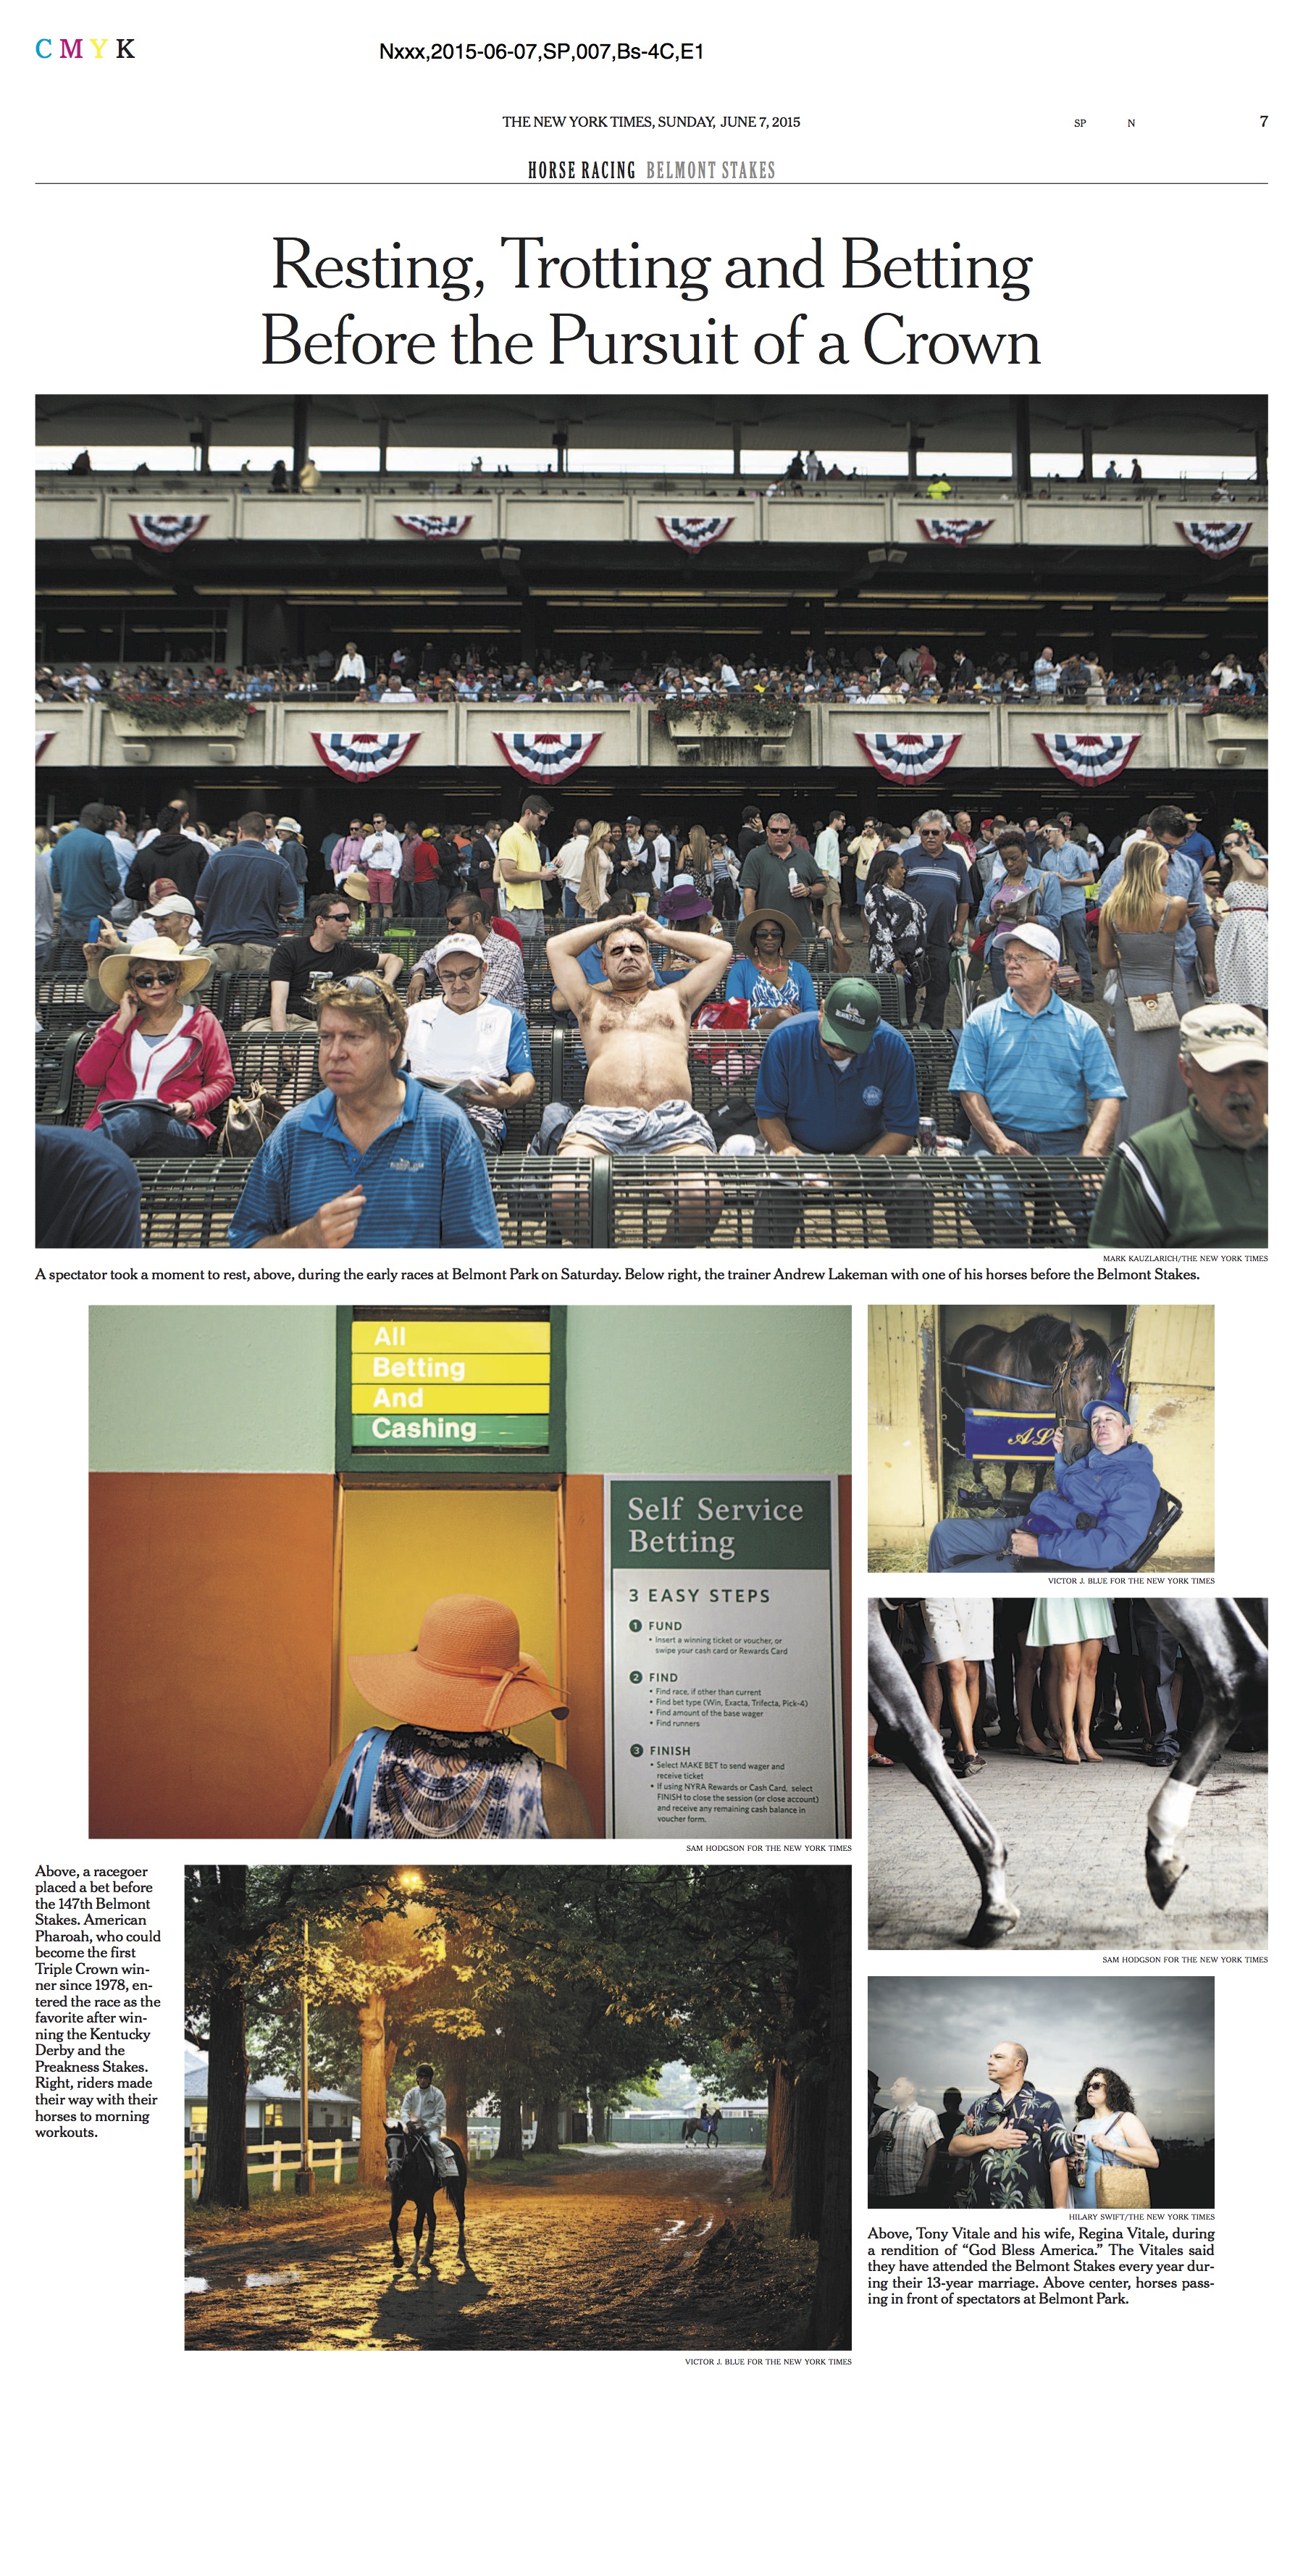 C M Y K
Nxxx,2015-06-07,SP,007,Bs-4C,E1
THE NEW YORK TIMES, SUNDAY, JUNE 7, 2015
SP N
7
HORSE RACING BELMONT STAKES
Resting, Trotting and Betting
Before the Pursuit of a Crown
MARK KAUZLARICH/THE NEW YORK TIMES
A spectator took a moment to rest, above, during the early races at Belmont Park on Saturday. Below right, the trainer Andrew Lakeman with one of his horses before the Belmont Stakes.
All
Betting
And
Cashing
Self Service
Betting
3 EASY STEPS
1 FUND
• Insert a winning ticket or voucher, or
swipe your cash card or Rewards Card
2 FIND
• Find race, if other than current
• Find bet type (Win, Exacta, Trifecta, Pick-4)
• Find amount of the base wager
• Find runners
3 FINISH
• Select MAKE BET to send wager and
receive ticket
• If using NYRA Rewards or Cash Card, select
FINISH to close the session (or close account)
and receive any remaining cash balance in
voucher form.
SAM HODGSON FOR THE NEW YORK TIMES
AL
VICTOR J. BLUE FOR THE NEW YORK TIMES
SAM HODGSON FOR THE NEW YORK TIMES
Above, a racegoer
placed a bet before
the 147th Belmont
Stakes. American
Pharoah, who could
become the first
Triple Crown win-
ner since 1978, en-
tered the race as the
favorite after win-
ning the Kentucky
Derby and the
Preakness Stakes.
Right, riders made
their way with their
horses to morning
workouts.
VICTOR J. BLUE FOR THE NEW YORK TIMES
HILARY SWIFT/THE NEW YORK TIMES
Above, Tony Vitale and his wife, Regina Vitale, during
a rendition of “God Bless America.” The Vitales said
they have attended the Belmont Stakes every year dur-
ing their 13-year marriage. Above center, horses pass-
ing in front of spectators at Belmont Park.